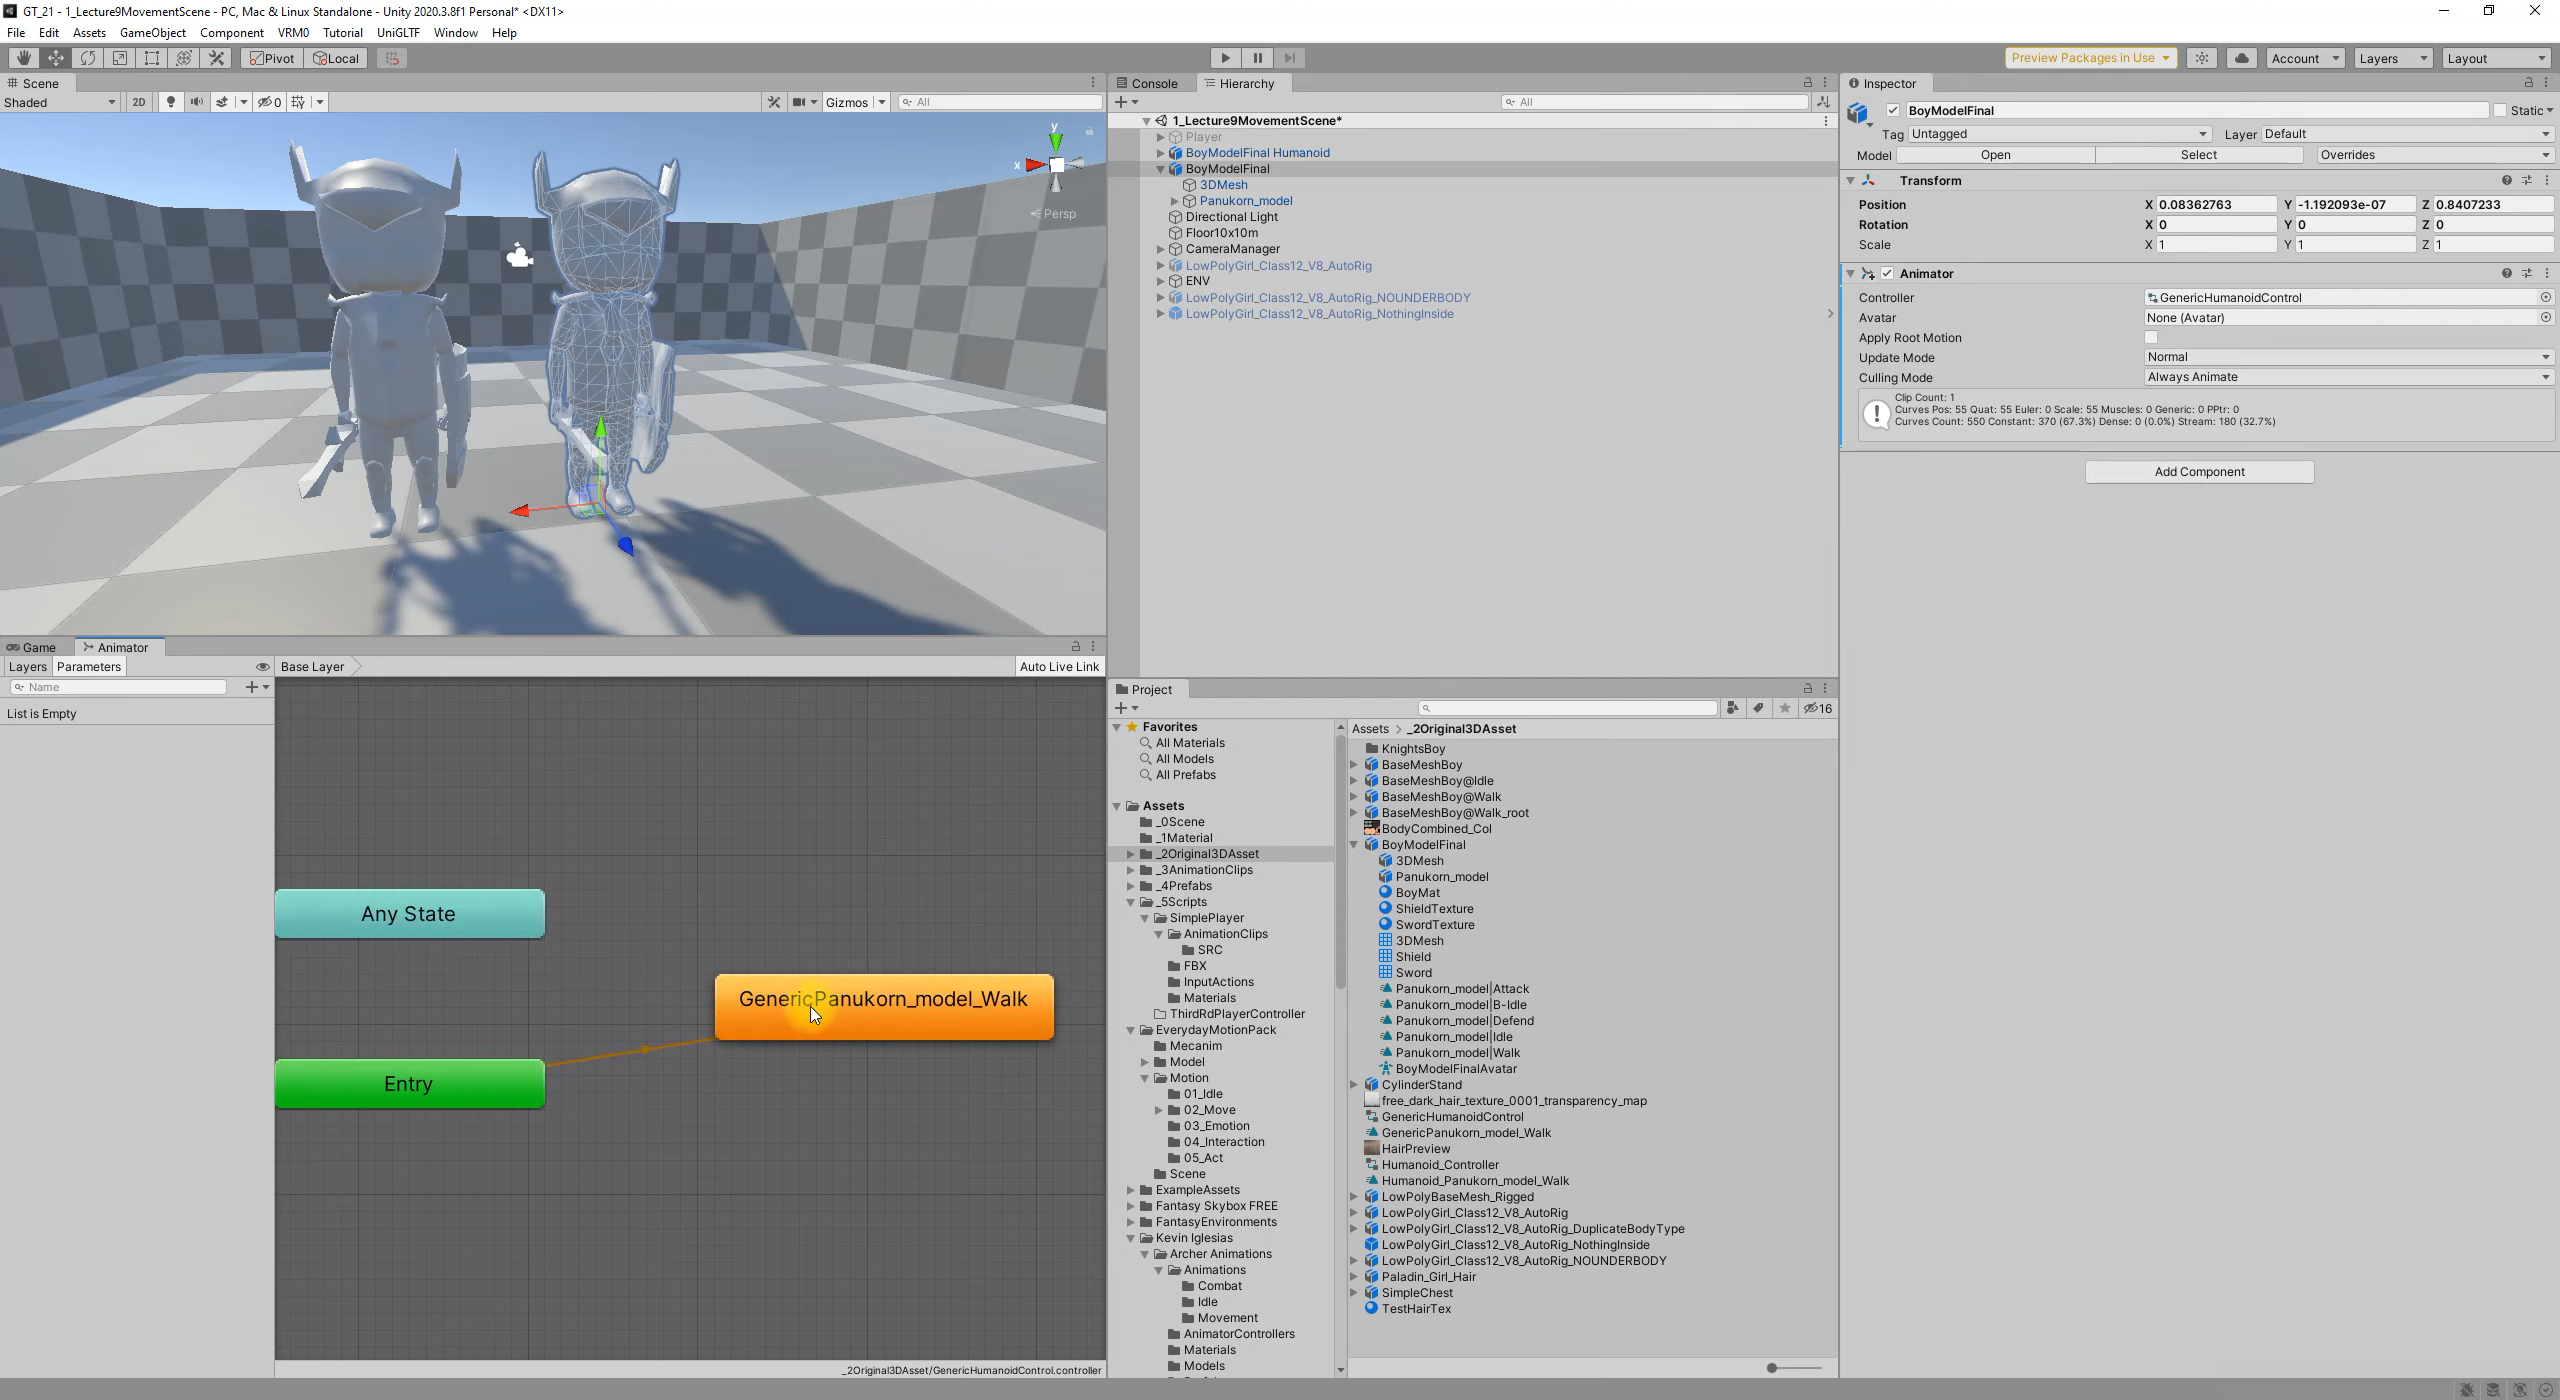 GT_21 - 1_Lecture9MovementScene - PC, Mac & Linux Standalone - Unity 2020.3.8f1 Personal* <DX11>
File Edit Assets GameObject Component VRM0 Tutorial UniGLTF Window Help
Pivot Local Preview Packages in Use Account Layers Layout
Scene
Shaded 2D 0 Gizmos All
y
x
Persp
Game Animator
Layers Parameters Base Layer Auto Live Link
Name
List is Empty
Any State
GenericPanukorn_model_Walk
Entry
_2Original3DAsset/GenericHumanoidControl.controller
Console Hierarchy
All
1_Lecture9MovementScene*
Player
BoyModelFinal Humanoid
BoyModelFinal
3DMesh
Panukorn_model
Directional Light
Floor10x10m
CameraManager
LowPolyGirl_Class12_V8_AutoRig
ENV
LowPolyGirl_Class12_V8_AutoRig_NOUNDERBODY
LowPolyGirl_Class12_V8_AutoRig_NothingInside
Project
16
Favorites
All Materials
All Models
All Prefabs
Assets
_0Scene
_1Material
_2Original3DAsset
_3AnimationClips
_4Prefabs
_5Scripts
SimplePlayer
AnimationClips
SRC
FBX
InputActions
Materials
ThirdRdPlayerController
EverydayMotionPack
Mecanim
Model
Motion
01_Idle
02_Move
03_Emotion
04_Interaction
05_Act
Scene
ExampleAssets
Fantasy Skybox FREE
FantasyEnvironments
Kevin Iglesias
Archer Animations
Animations
Combat
Idle
Movement
AnimatorControllers
Materials
Models
Assets > _2Original3DAsset
KnightsBoy
BaseMeshBoy
BaseMeshBoy@Idle
BaseMeshBoy@Walk
BaseMeshBoy@Walk_root
BodyCombined_Col
BoyModelFinal
3DMesh
Panukorn_model
BoyMat
ShieldTexture
SwordTexture
3DMesh
Shield
Sword
Panukorn_model|Attack
Panukorn_model|B-Idle
Panukorn_model|Defend
Panukorn_model|Idle
Panukorn_model|Walk
BoyModelFinalAvatar
CylinderStand
free_dark_hair_texture_0001_transparency_map
GenericHumanoidControl
GenericPanukorn_model_Walk
HairPreview
Humanoid_Controller
Humanoid_Panukorn_model_Walk
LowPolyBaseMesh_Rigged
LowPolyGirl_Class12_V8_AutoRig
LowPolyGirl_Class12_V8_AutoRig_DuplicateBodyType
LowPolyGirl_Class12_V8_AutoRig_NothingInside
LowPolyGirl_Class12_V8_AutoRig_NOUNDERBODY
Paladin_Girl_Hair
SimpleChest
TestHairTex
Inspector
BoyModelFinal Static
Tag Untagged Layer Default
Model Open Select Overrides
Transform
Position X 0.08362763 Y -1.192093e-07 Z 0.8407233
Rotation X 0 Y 0 Z 0
Scale X 1 Y 1 Z 1
Animator
Controller GenericHumanoidControl
Avatar None (Avatar)
Apply Root Motion
Update Mode Normal
Culling Mode Always Animate
Clip Count: 1
Curves Pos: 55 Quat: 55 Euler: 0 Scale: 55 Muscles: 0 Generic: 0 PPtr: 0
Curves Count: 550 Constant: 370 (67.3%) Dense: 0 (0.0%) Stream: 180 (32.7%)
Add Component